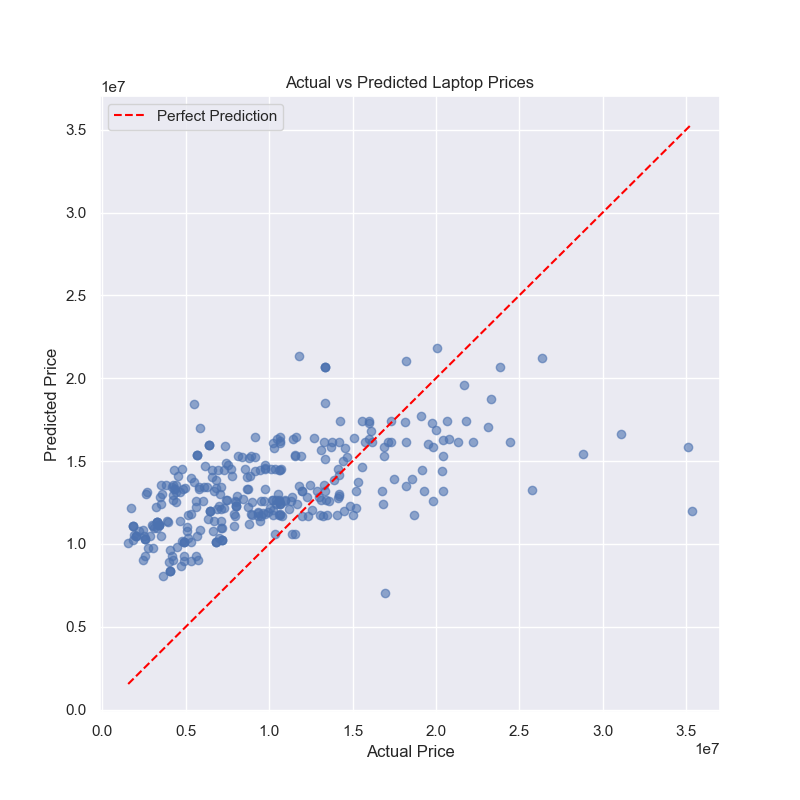 Actual vs Predicted Laptop Prices
1e7
Perfect Prediction
3.5
3.0
2.5
2.0
1.5
1.0
0.5
0.0
Predicted Price
0.0 0.5 1.0 1.5 2.0 2.5 3.0 3.5
1e7
Actual Price